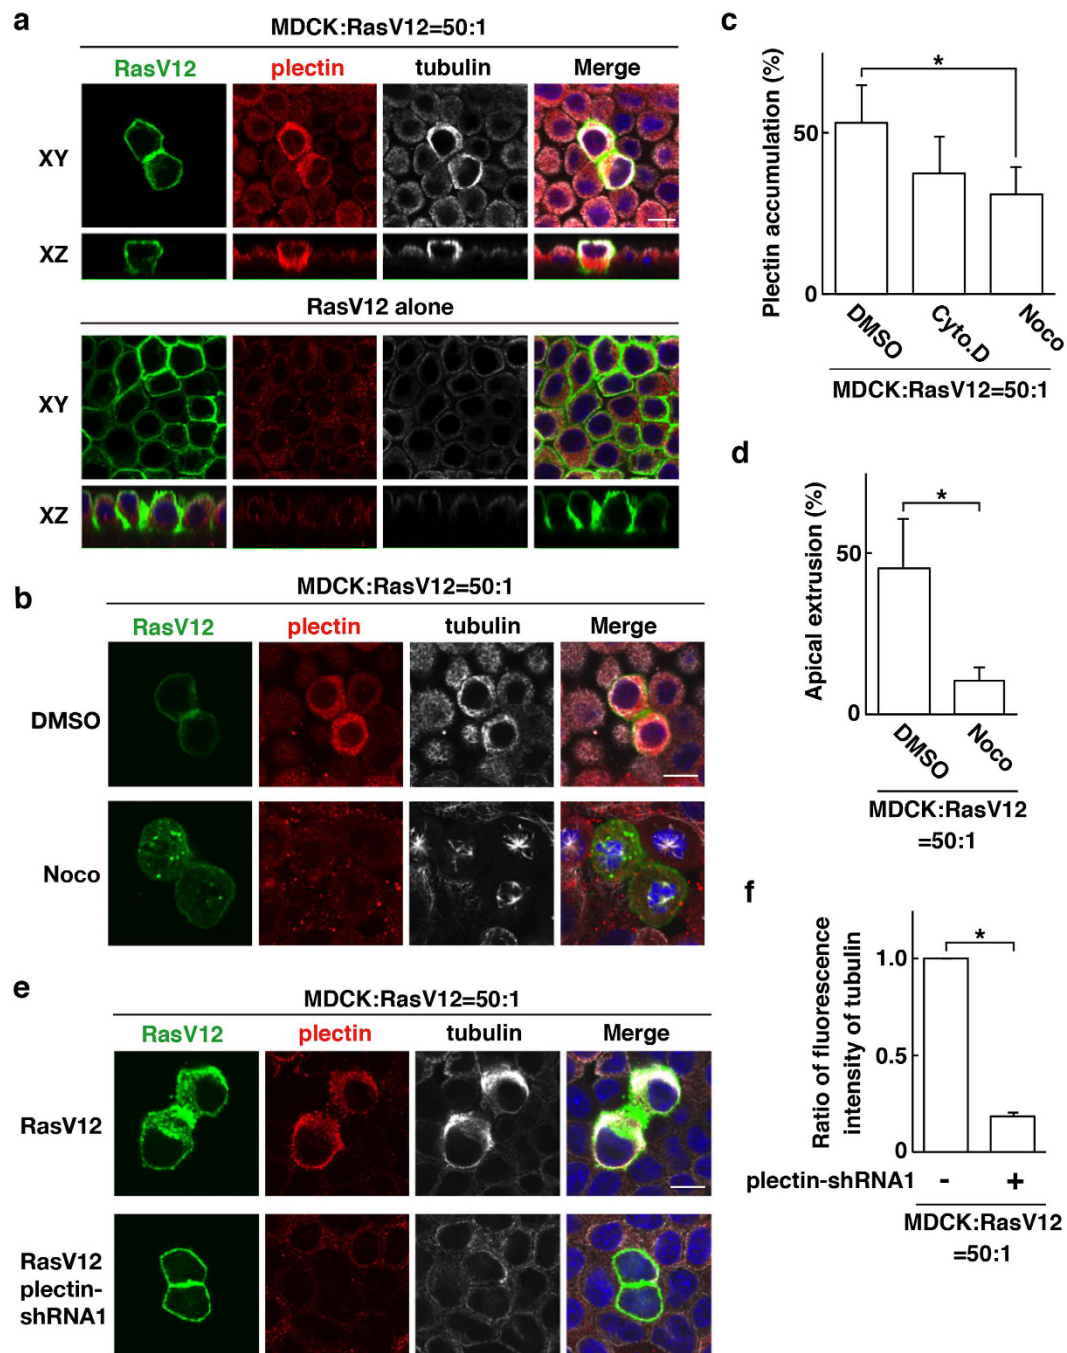 a
MDCK:RasV12=50:1
RasV12 plectin tubulin Merge
XY
XZ
RasV12 alone
XY
XZ
b
MDCK:RasV12=50:1
RasV12 plectin tubulin Merge
DMSO
Noco
e
MDCK:RasV12=50:1
RasV12 plectin tubulin Merge
RasV12
RasV12
plectin-
shRNA1
c
Plectin accumulation (%)
*
50
0
DMSO Cyto.D Noco
MDCK:RasV12=50:1
d
Apical extrusion (%)
*
50
0
DMSO Noco
MDCK:RasV12
=50:1
f
Ratio of fluorescence
intensity of tubulin
*
1.0
0.5
0
plectin-shRNA1 - +
MDCK:RasV12
=50:1